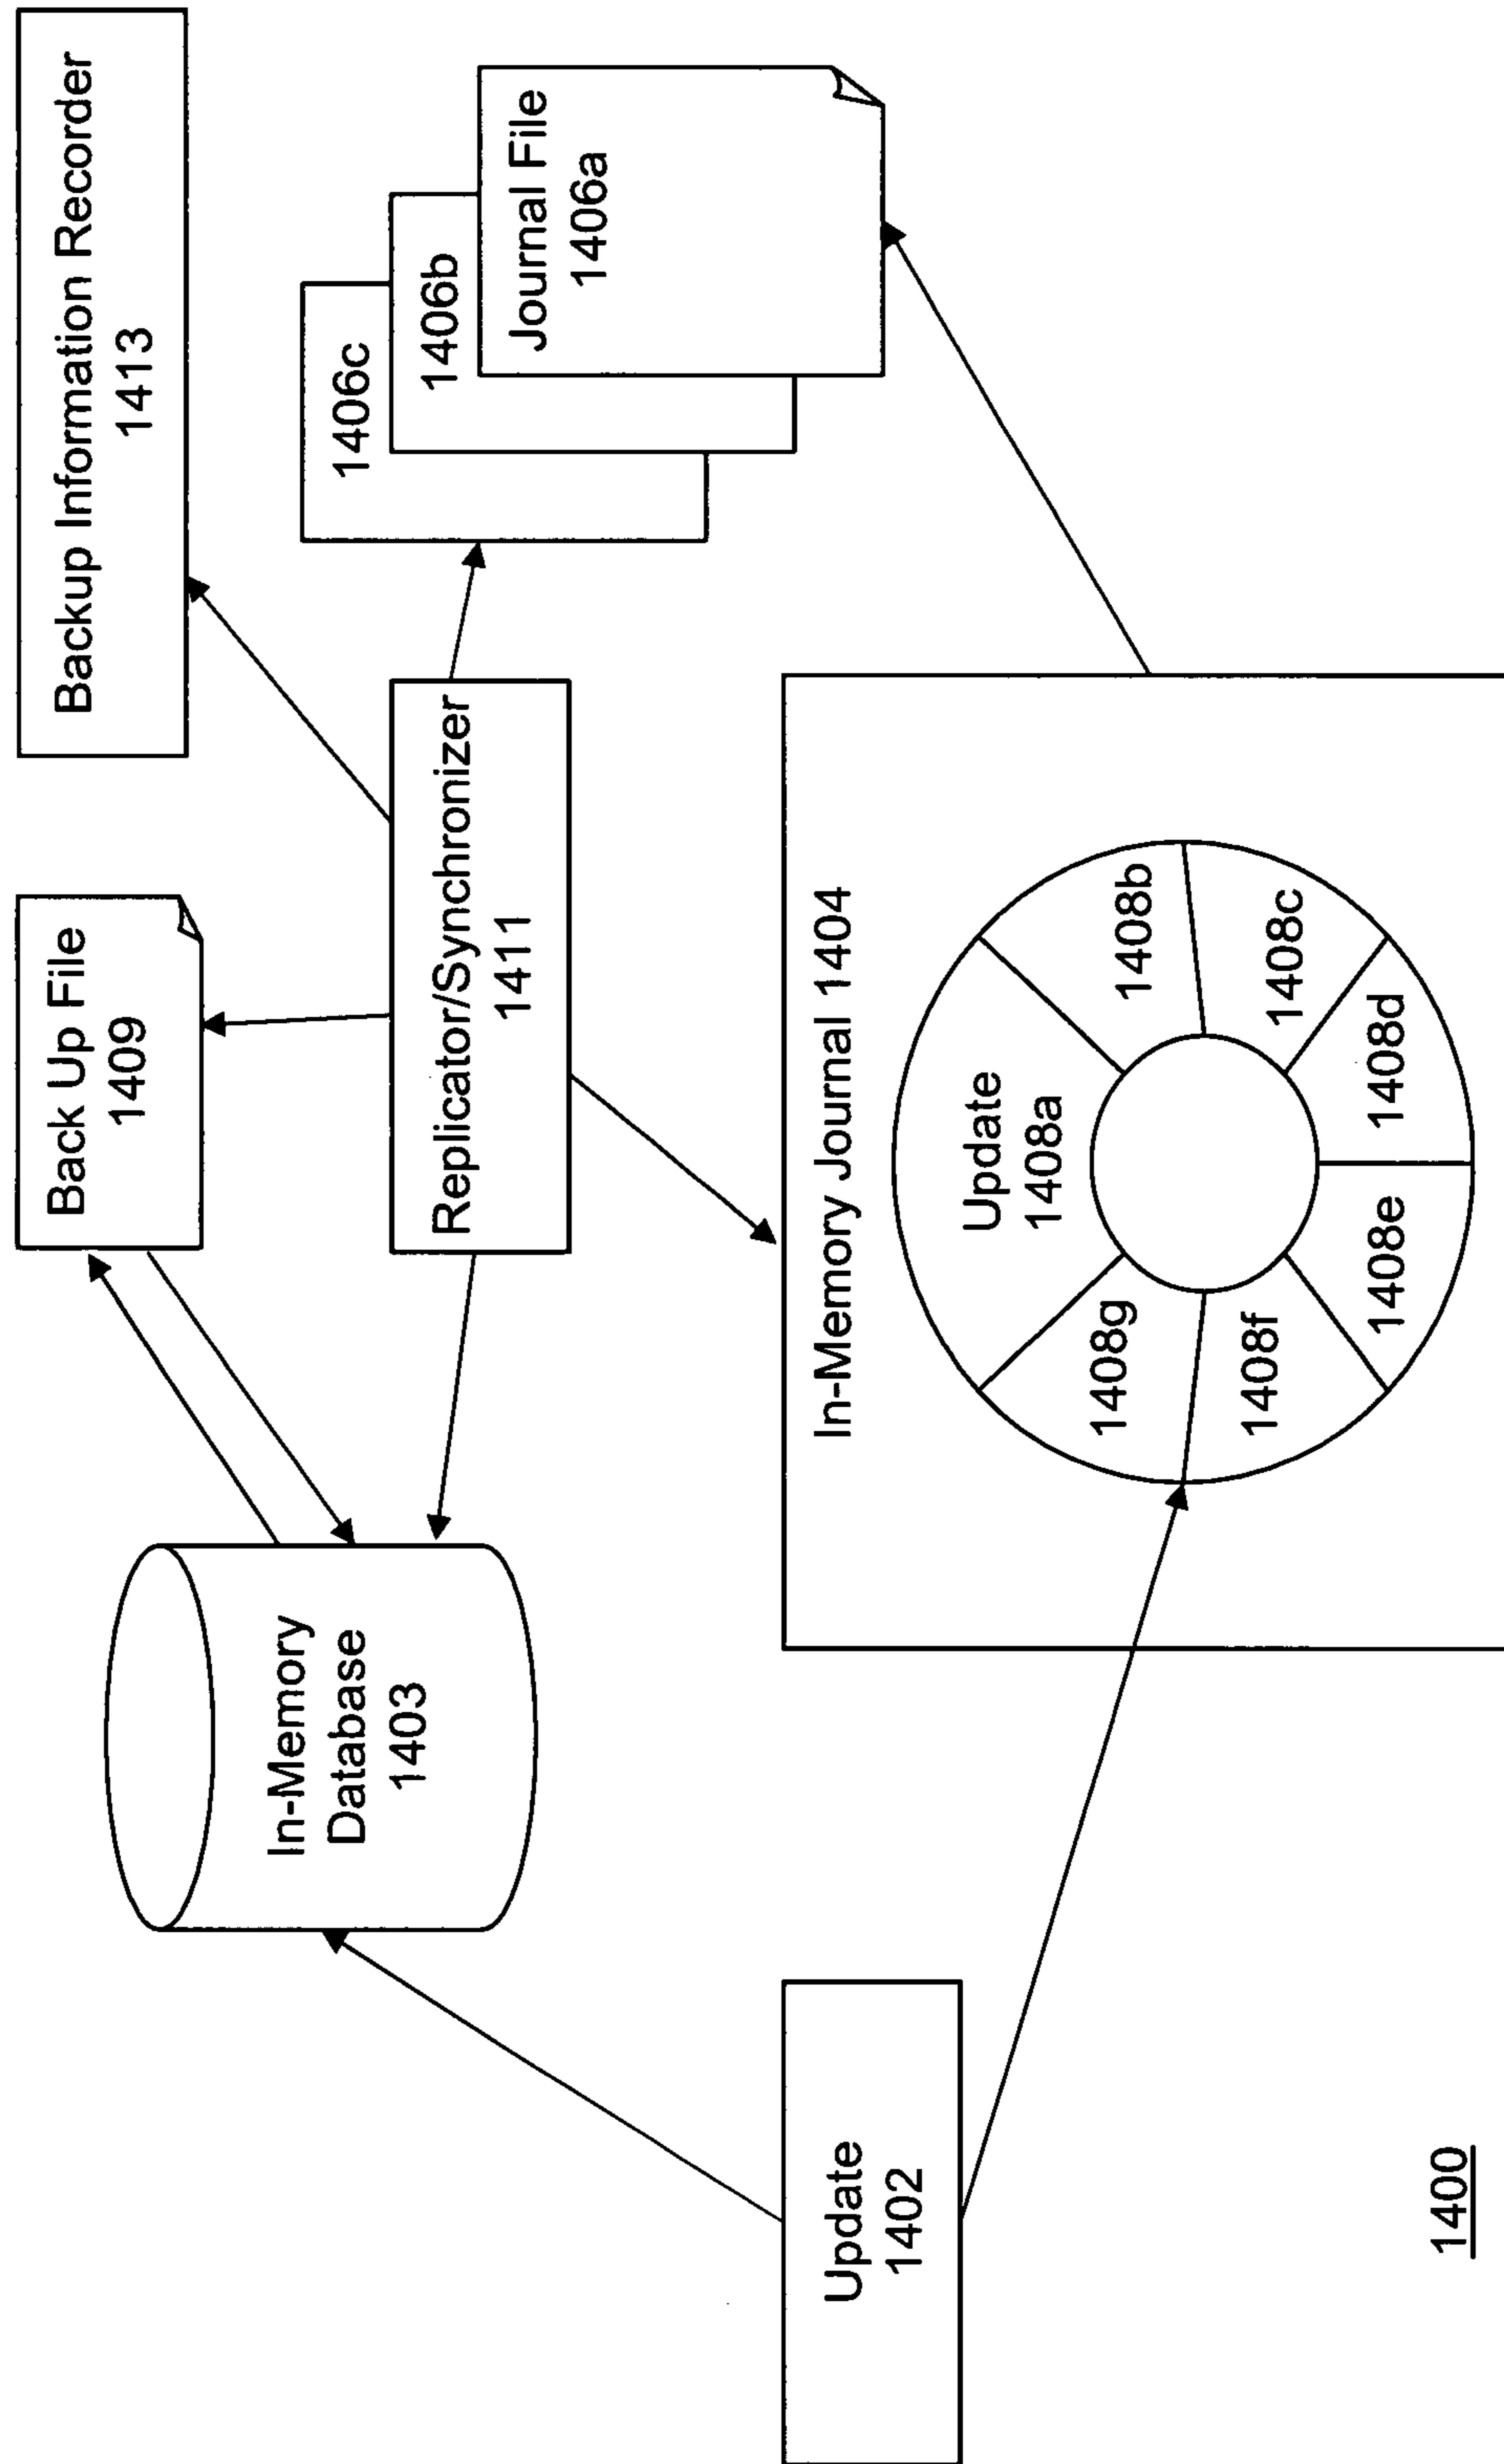 Back Up File
1409
Backup Information Recorder
1413
In-Memory
Database
1403
Replicator/Synchronizer
1411
1406c
1406b
Journal File
1406a
Update
1402
In-Memory Journal 1404
Update
1408a
1408b
1408c
1408d
1408e
1408f
1408g
1400